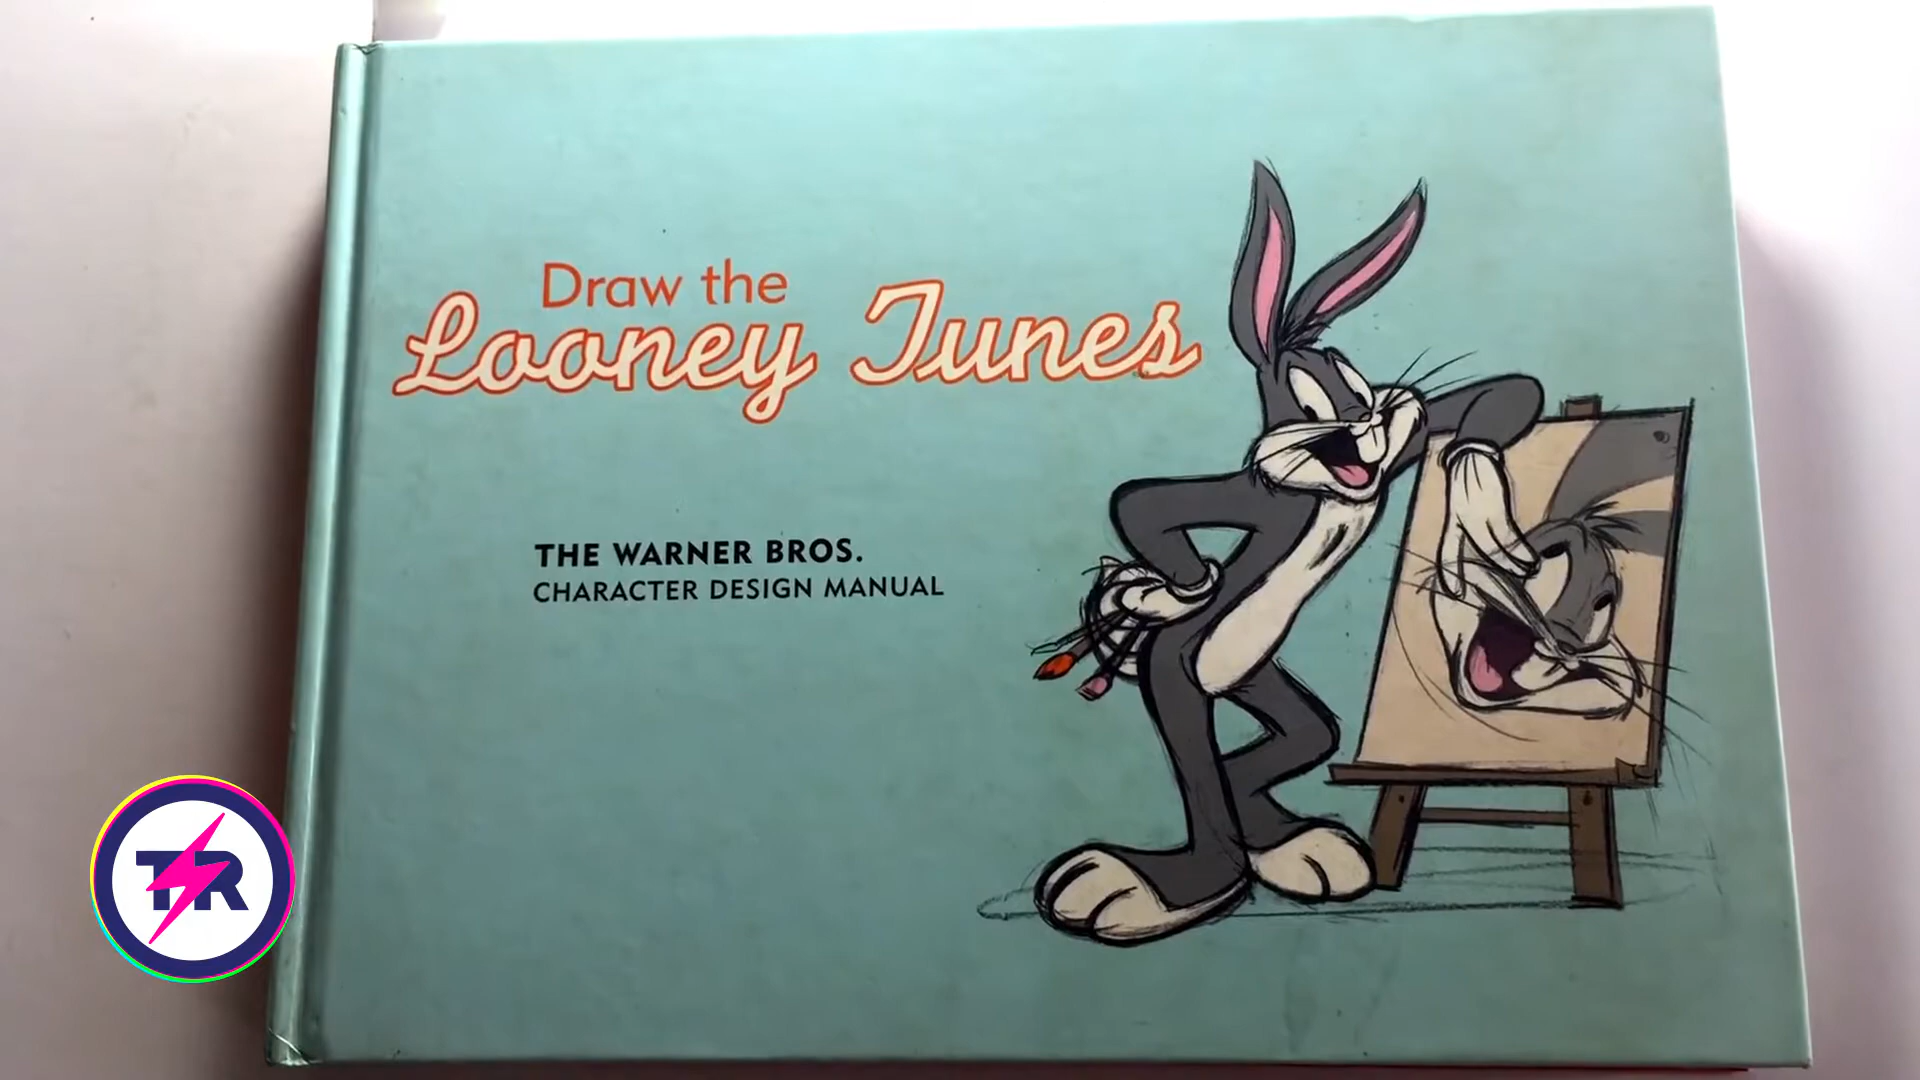 Draw the
Looney Tunes
THE WARNER BROS.
CHARACTER DESIGN MANUAL
TR